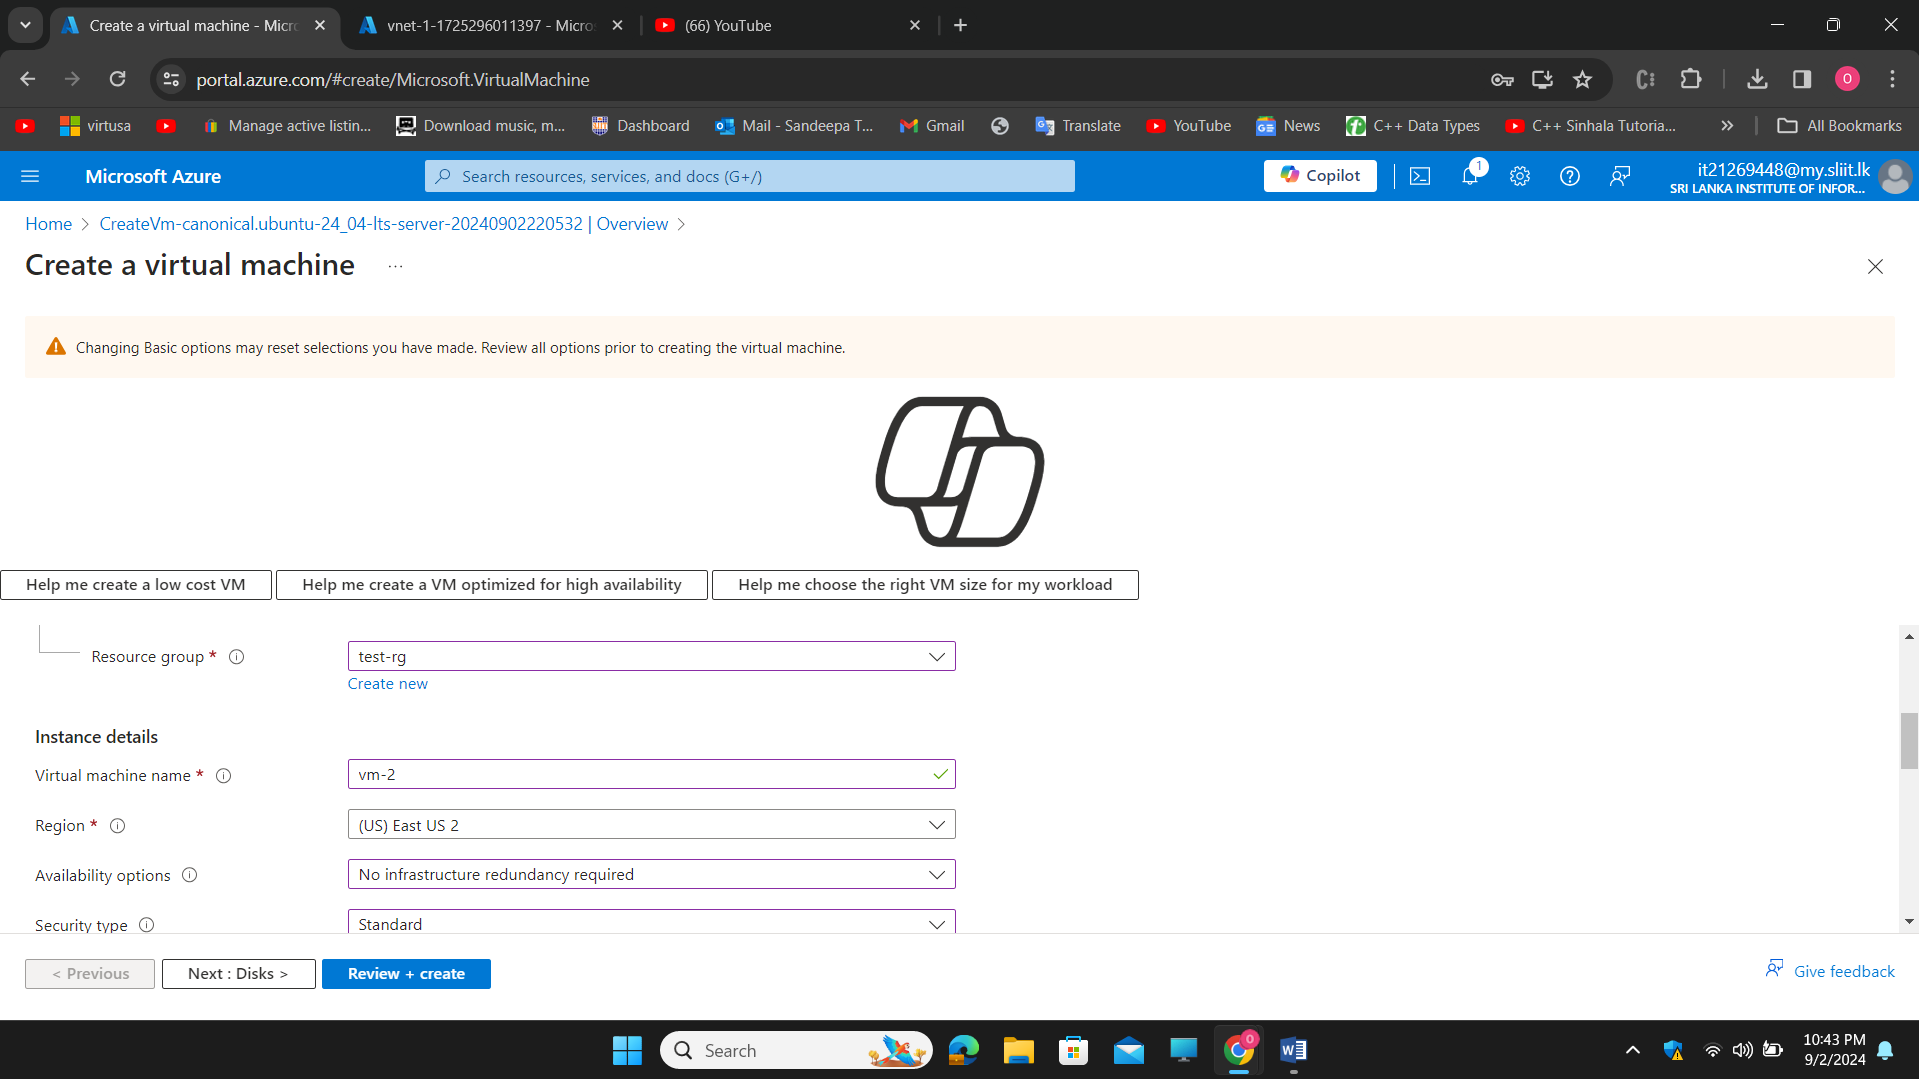 Create a virtual machine - Micro
vnet-1-1725296011397 - Micros
(66) YouTube
portal.azure.com/#create/Microsoft.VirtualMachine
O
virtusa
Manage active listin...
Download music, m...
Dashboard
Mail - Sandeepa T...
Gmail
Translate
YouTube
News
C++ Data Types
C++ Sinhala Tutoria...
All Bookmarks
Microsoft Azure
Search resources, services, and docs (G+/)
Copilot
1
it21269448@my.sliit.lk
SRI LANKA INSTITUTE OF INFOR...
Home > CreateVm-canonical.ubuntu-24_04-lts-server-20240902220532 | Overview >
Create a virtual machine ...
Changing Basic options may reset selections you have made. Review all options prior to creating the virtual machine.
Help me create a low cost VM
Help me create a VM optimized for high availability
Help me choose the right VM size for my workload
Resource group *
test-rg
Create new
Instance details
Virtual machine name *
vm-2
Region *
(US) East US 2
Availability options
No infrastructure redundancy required
Security type
Standard
< Previous
Next : Disks >
Review + create
Give feedback
Search
10:43 PM
9/2/2024